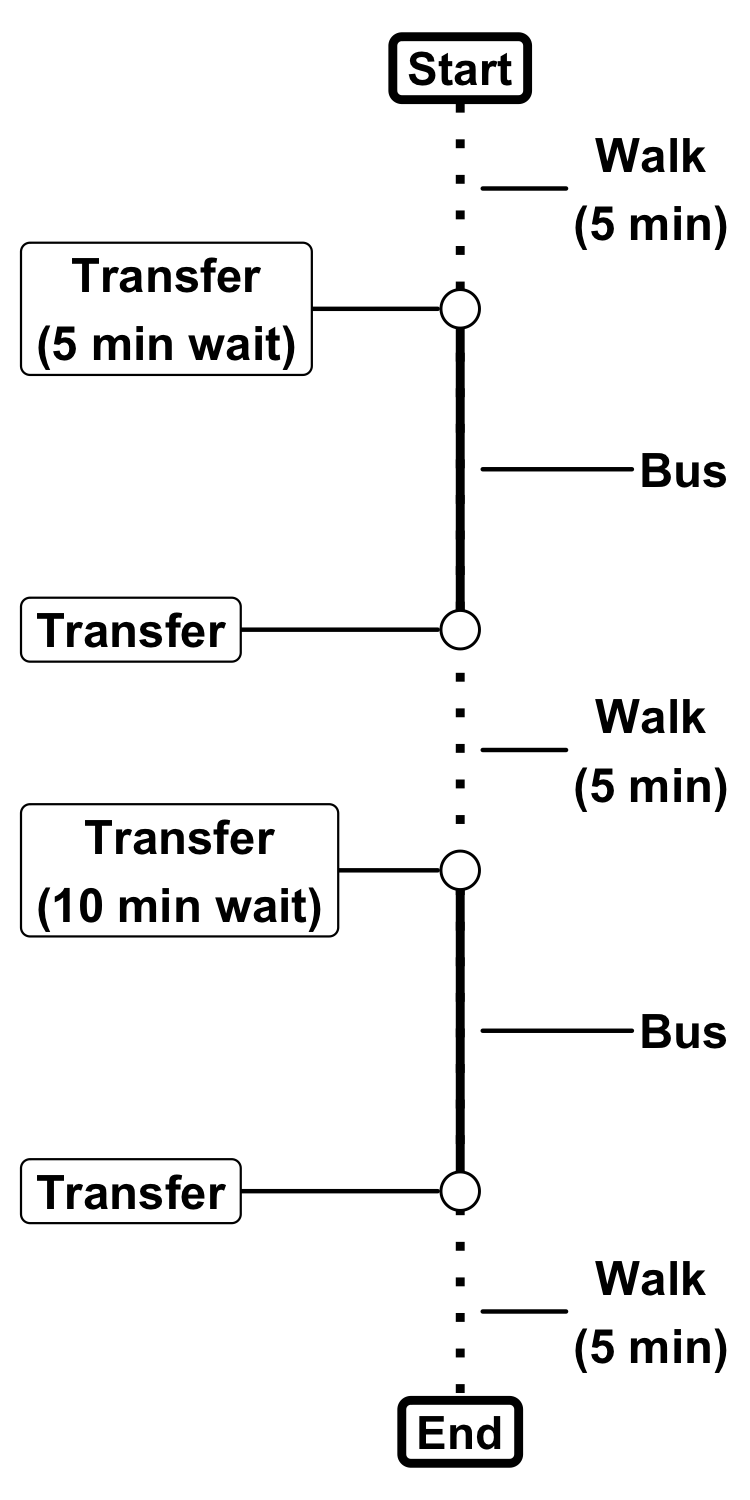 Start
Walk
(5 min)
Transfer
(5 min wait)
Bus
Transfer
Walk
(5 min)
Transfer
(10 min wait)
Bus
Transfer
Walk
(5 min)
End